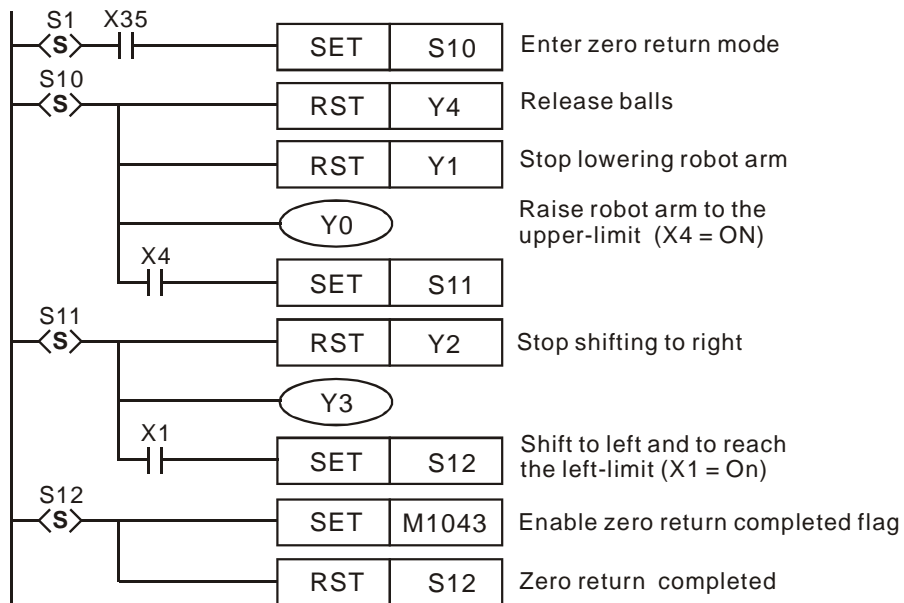 S1 X35
S SET S10 Enter zero return mode
S10
S RST Y4 Release balls
RST Y1 Stop lowering robot arm
Y0 Raise robot arm to the
upper-limit (X4 = ON)
X4
SET S11
S11
S RST Y2 Stop shifting to right
Y3
X1
SET S12 Shift to left and to reach
the left-limit (X1 = On)
S12
S SET M1043 Enable zero return completed flag
RST S12 Zero return completed